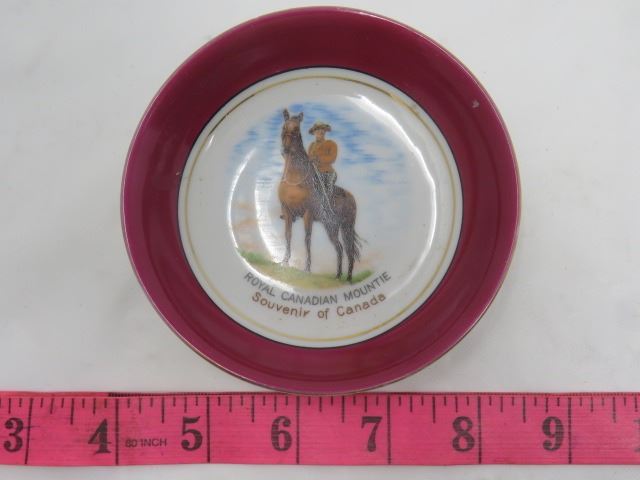 ROYAL CANADIAN MOUNTIE
Souvenir of Canada
3 4 60 INCH 5 6 7 8 9